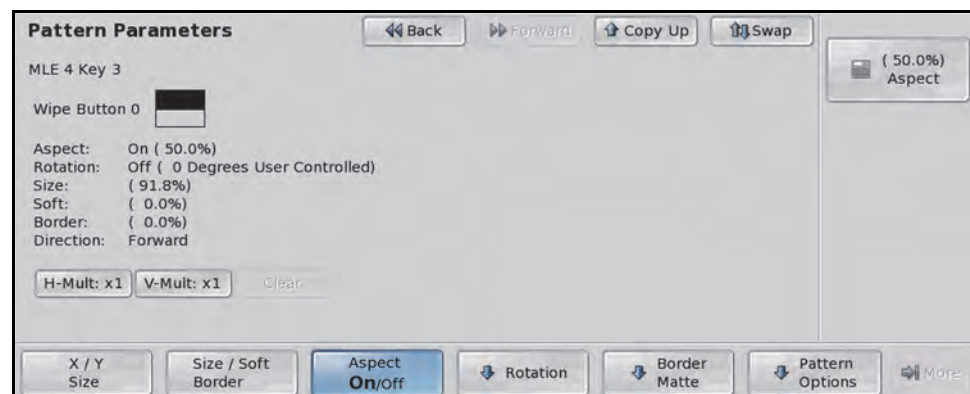 Pattern Parameters
Back
Forward
Copy Up
Swap
MLE 4 Key 3
Wipe Button 0
Aspect: On ( 50.0%)
Rotation: Off ( 0 Degrees User Controlled)
Size: ( 91.8%)
Soft: ( 0.0%)
Border: ( 0.0%)
Direction: Forward
H-Mult: x1
V-Mult: x1
Clear
( 50.0%)
Aspect
X / Y
Size
Size / Soft
Border
Aspect
On/Off
Rotation
Border
Matte
Pattern
Options
More